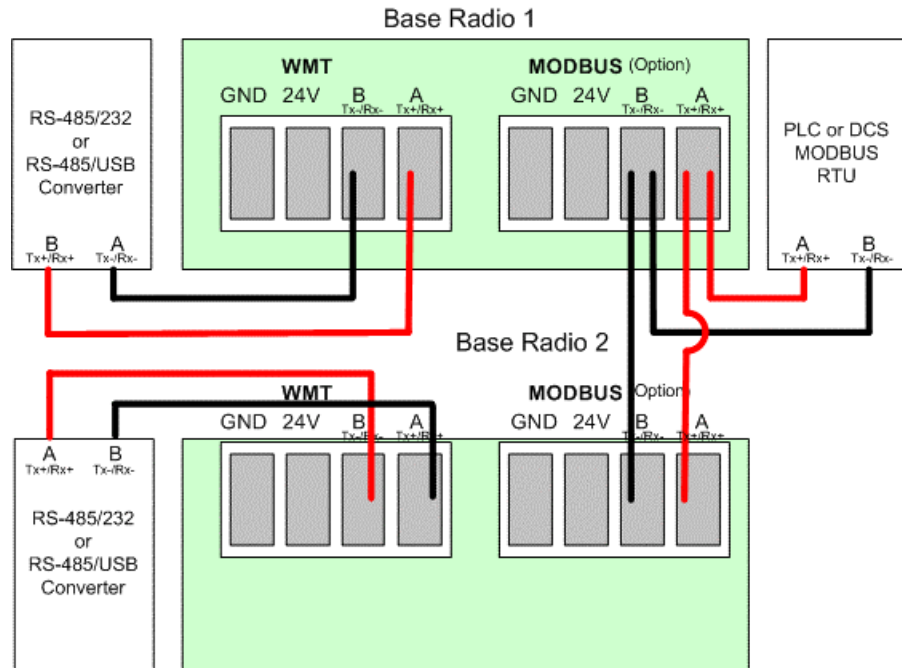 Base Radio 1
RS-485/232
or
RS-485/USB
Converter
B
Tx+/Rx+
A
Tx-/Rx-
WMT
GND 24V B A
Tx-/Rx- Tx+/Rx+
MODBUS (Option)
GND 24V B A
Tx-/Rx- Tx+/Rx+
PLC or DCS
MODBUS
RTU
A
Tx+/Rx+
B
Tx-/Rx-
Base Radio 2
WMT
GND 24V B A
Tx-/Rx- Tx+/Rx+
MODBUS (Option)
GND 24V B A
Tx-/Rx- Tx+/Rx+
A
Tx+/Rx+
B
Tx-/Rx-
RS-485/232
or
RS-485/USB
Converter